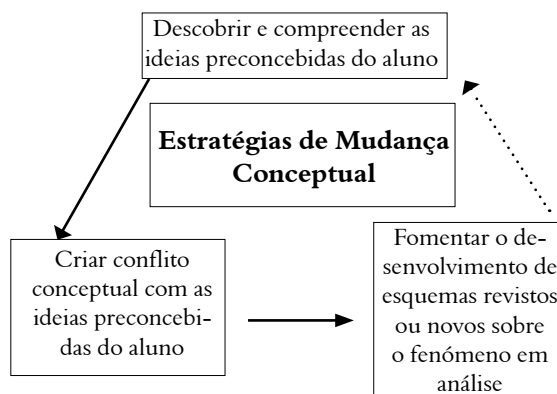 Descobrir e compreender as
ideias preconcebidas do aluno
Estratégias de Mudança
Conceptual
Criar conflito
conceptual com as
ideias preconcebi-
das do aluno
Fomentar o de-
senvolvimento de
esquemas revistos
ou novos sobre
o fenómeno em
análise